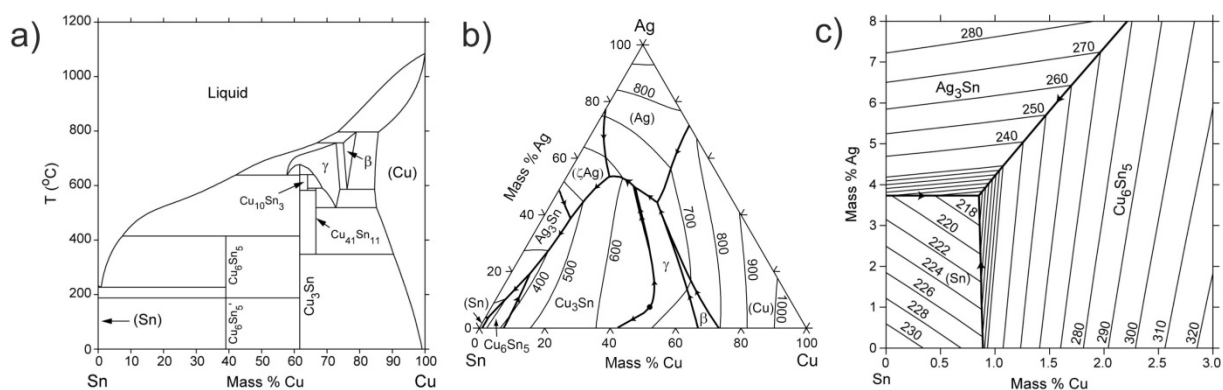 a)
1200
1000
800
600
400
200
0
T (°C)
Liquid
γ
β
(Cu)
Cu10Sn3
Cu41Sn11
Cu6Sn5
Cu3Sn
(Sn)
Cu6Sn5'
0 10 20 30 40 50 60 70 80 90 100
Sn Mass % Cu Cu
b)
Ag
100
80
60
40
20
0
Mass % Ag
800
(Ag)
(ζAg)
Ag3Sn
700
800
900
1000
600
500
400
γ
Cu3Sn
β
(Cu)
(Sn)
Cu6Sn5
0 20 40 60 80 100
Sn Mass % Cu Cu
c)
8
7
6
5
4
3
2
1
0
Mass % Ag
280
270
260
250
240
Ag3Sn
Cu6Sn5
218
220
222
224 (Sn)
226
228
230
280
290
300
310
320
0 0.5 1.0 1.5 2.0 2.5 3.0
Sn Mass % Cu